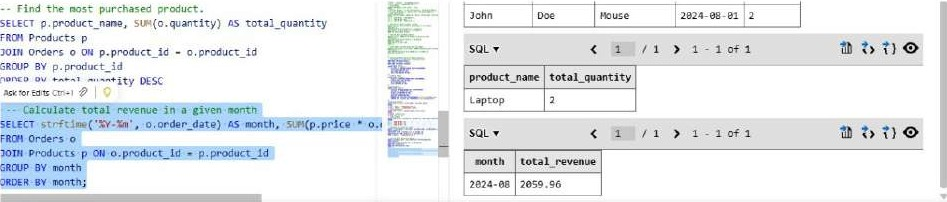 -- Find the most purchased product.
SELECT p.product_name, SUM(o.quantity) AS total_quantity
FROM Products p
JOIN Orders o ON p.product_id = o.product_id
GROUP BY p.product_id
ORDER BY total_quantity DESC
Ask for Edits Ctrl+I
--- Calculate total revenue in a given month
SELECT strftime('%Y-%m', o.order_date) AS month, SUM(p.price * o.
FROM Orders o
JOIN Products p ON o.product_id = p.product_id
GROUP BY month
ORDER BY month;
John Doe Mouse 2024-08-01 2
SQL ▾ < 1 / 1 > 1 - 1 of 1
product_name total_quantity
Laptop 2
SQL ▾ < 1 / 1 > 1 - 1 of 1
month total_revenue
2024-08 2059.96